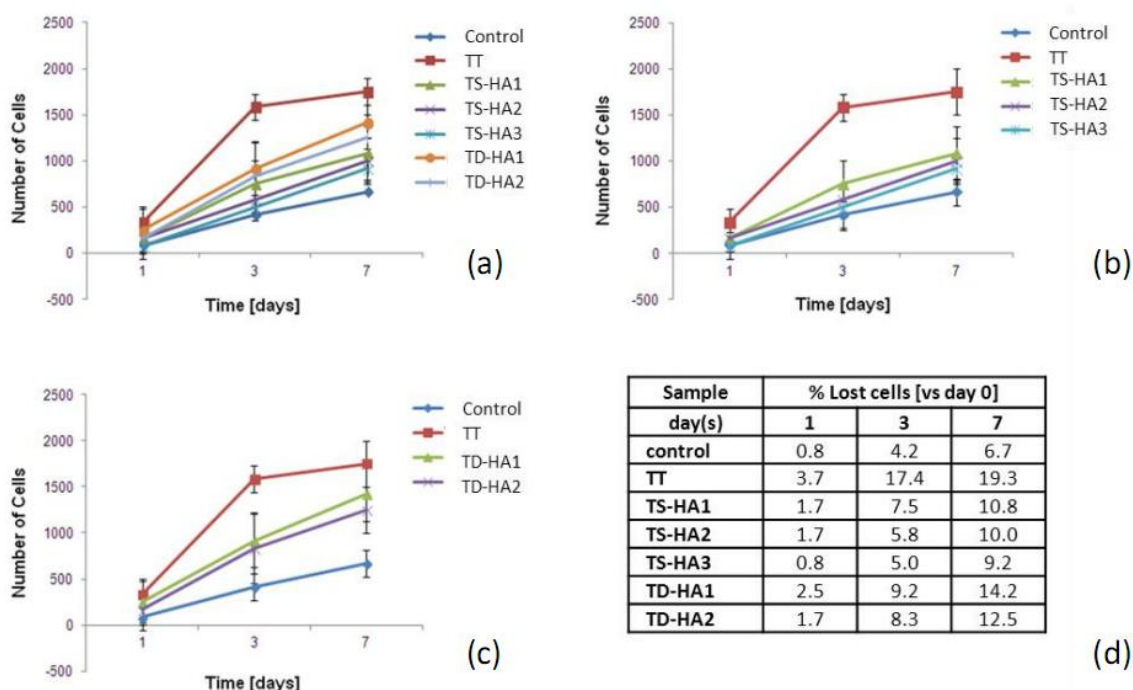 2500
2000
1500
1000
500
0
-500
Number of Cells
1 3 7
Time [days]
Control
TT
TS-HA1
TS-HA2
TS-HA3
TD-HA1
TD-HA2
(a)
2500
2000
1500
1000
500
0
-500
Number of Cells
1 3 7
Time [days]
Control
TT
TS-HA1
TS-HA2
TS-HA3
(b)
2500
2000
1500
1000
500
0
-500
Number of Cells
1 3 7
Time [days]
Control
TT
TD-HA1
TD-HA2
(c)
Sample % Lost cells [vs day 0]
day(s) 1 3 7
control 0.8 4.2 6.7
TT 3.7 17.4 19.3
TS-HA1 1.7 7.5 10.8
TS-HA2 1.7 5.8 10.0
TS-HA3 0.8 5.0 9.2
TD-HA1 2.5 9.2 14.2
TD-HA2 1.7 8.3 12.5
(d)